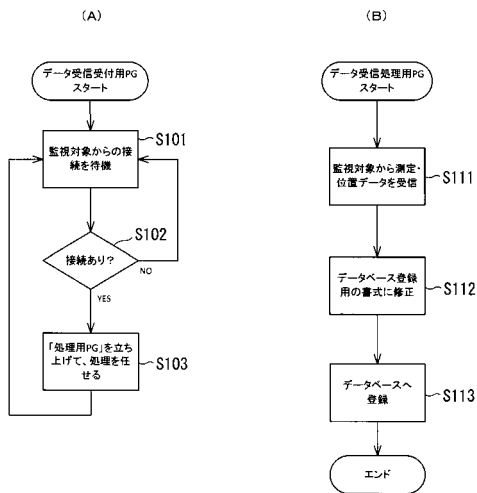 (A)
データ受信受付用PG
スタート
監視対象からの接
続を待機
S101
接続あり?
S102
NO
YES
「処理用PG」を立ち
上げて、処理を任
せる
S103
(B)
データ受信処理用PG
スタート
監視対象から測定・
位置データを受信
S111
データベース登録
用の書式に修正
S112
データベースへ
登録
S113
エンド